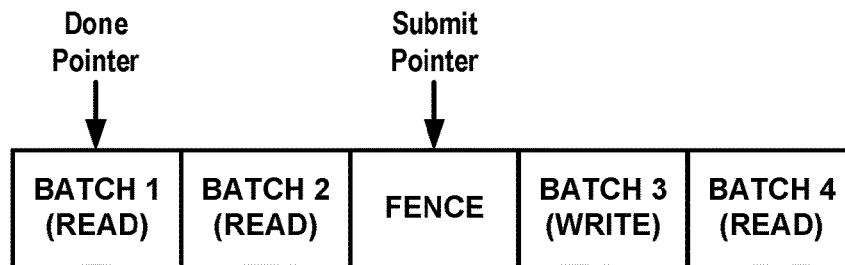 Done
Pointer
Submit
Pointer
BATCH 1
(READ)
BATCH 2
(READ)
FENCE
BATCH 3
(WRITE)
BATCH 4
(READ)